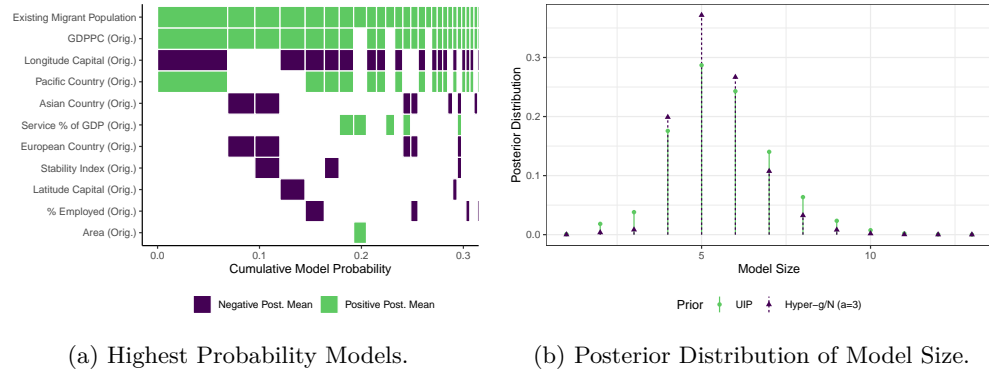 Existing Migrant Population
GDPPC (Orig.)
Longitude Capital (Orig.)
Pacific Country (Orig.)
Asian Country (Orig.)
Service % of GDP (Orig.)
European Country (Orig.)
Stability Index (Orig.)
Latitude Capital (Orig.)
% Employed (Orig.)
Area (Orig.)
0.0 0.1 0.2 0.3
Cumulative Model Probability
Negative Post. Mean Positive Post. Mean
(a) Highest Probability Models.
Posterior Distribution
0.3
0.2
0.1
0.0
5 10
Model Size
Prior UIP Hyper−g/N (a=3)
(b) Posterior Distribution of Model Size.